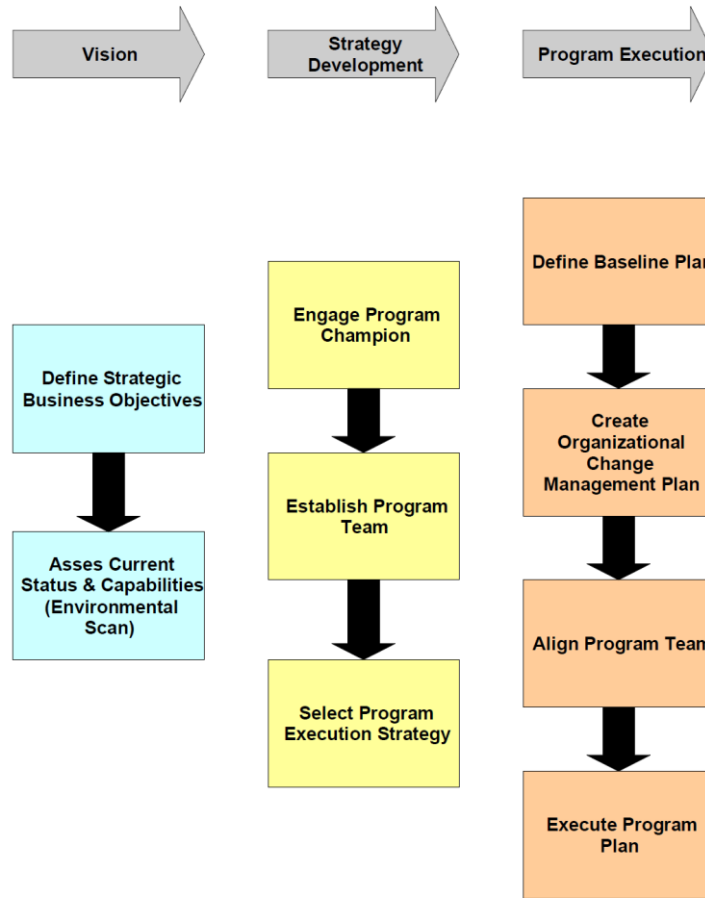 Vision
Strategy
Development
Program Execution
Define Strategic
Business Objectives
Asses Current
Status & Capabilities
(Environmental
Scan)
Engage Program
Champion
Establish Program
Team
Select Program
Execution Strategy
Define Baseline Plan
Create
Organizational
Change
Management Plan
Align Program Team
Execute Program
Plan